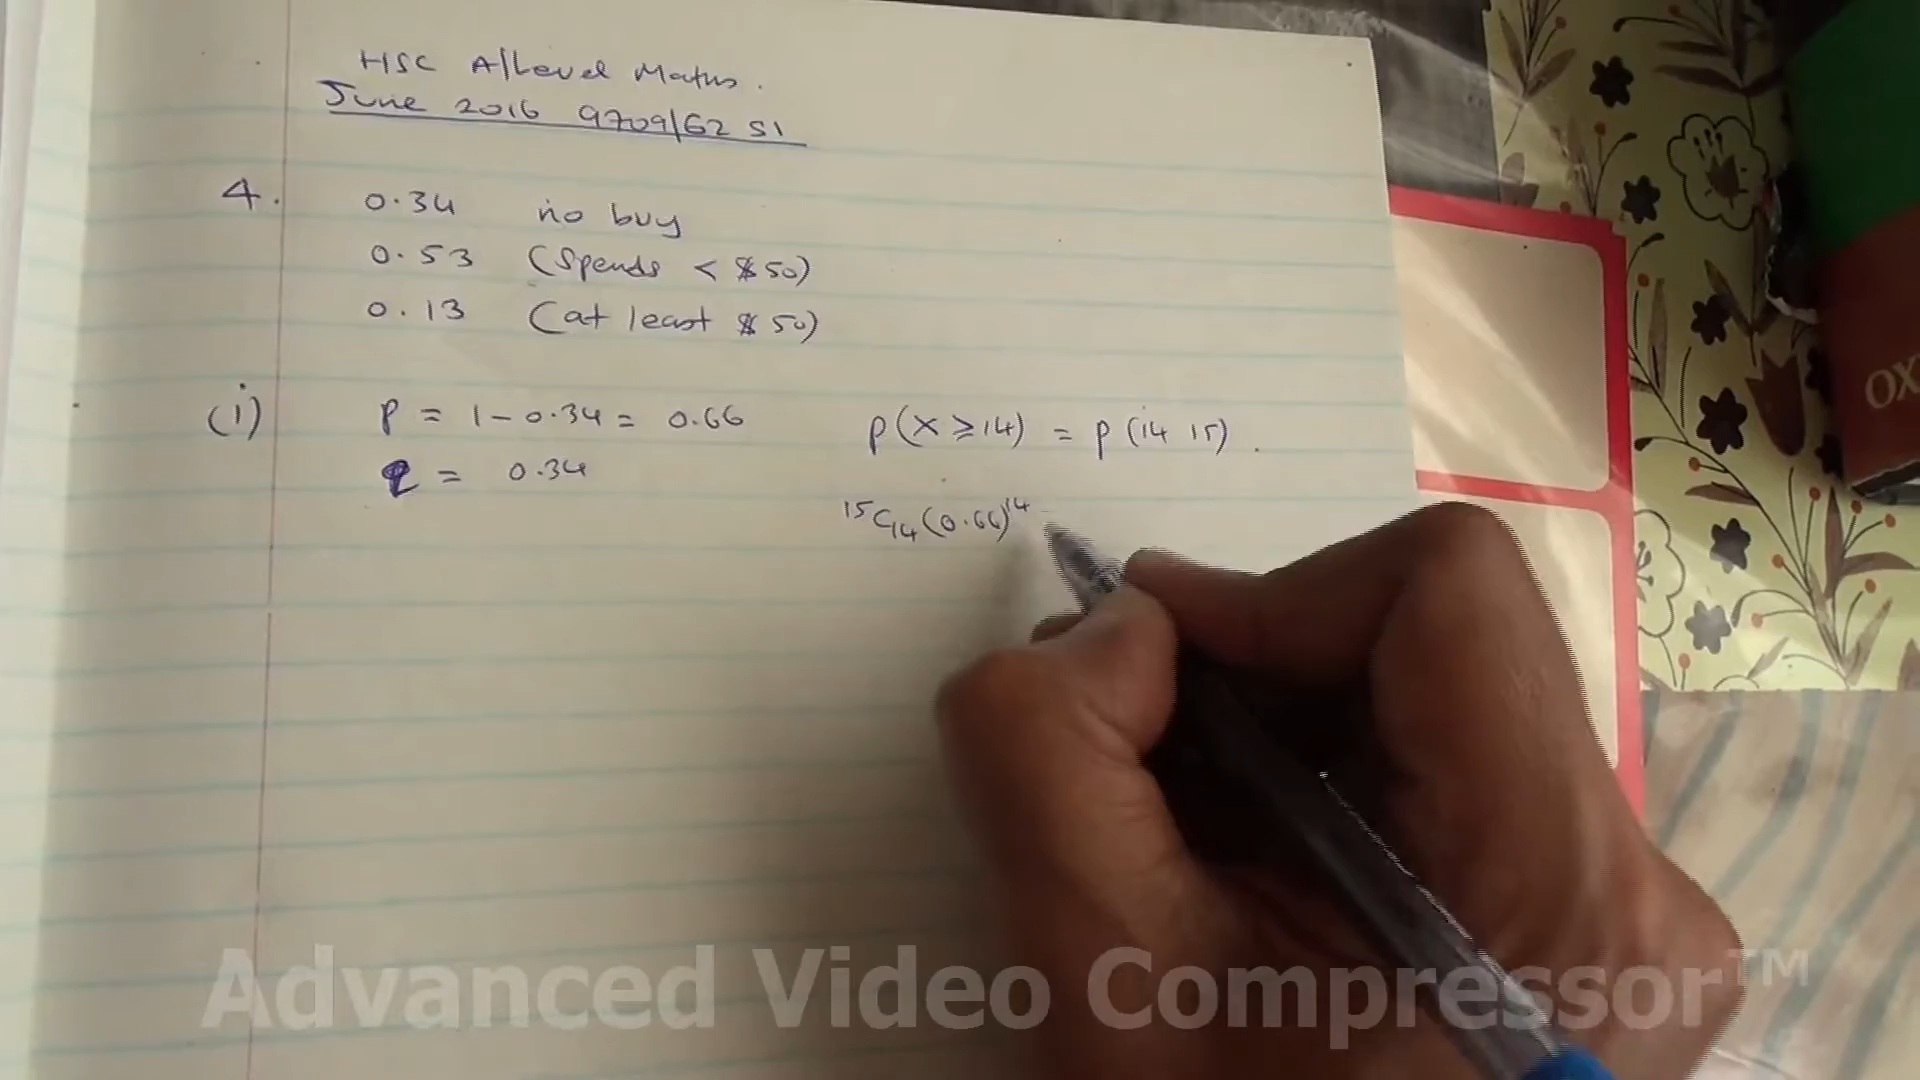 HSC A/Level Maths.
June 2016 9709/62 S1
4. 0.34 no buy
0.53 (Spends < $50)
0.13 (at least $50)
(i) p = 1 - 0.34 = 0.66
q = 0.34
P(X ≥ 14) = P(14 15).
¹⁵C₁₄(0.66)¹⁴
OX
Advanced Video Compressor™